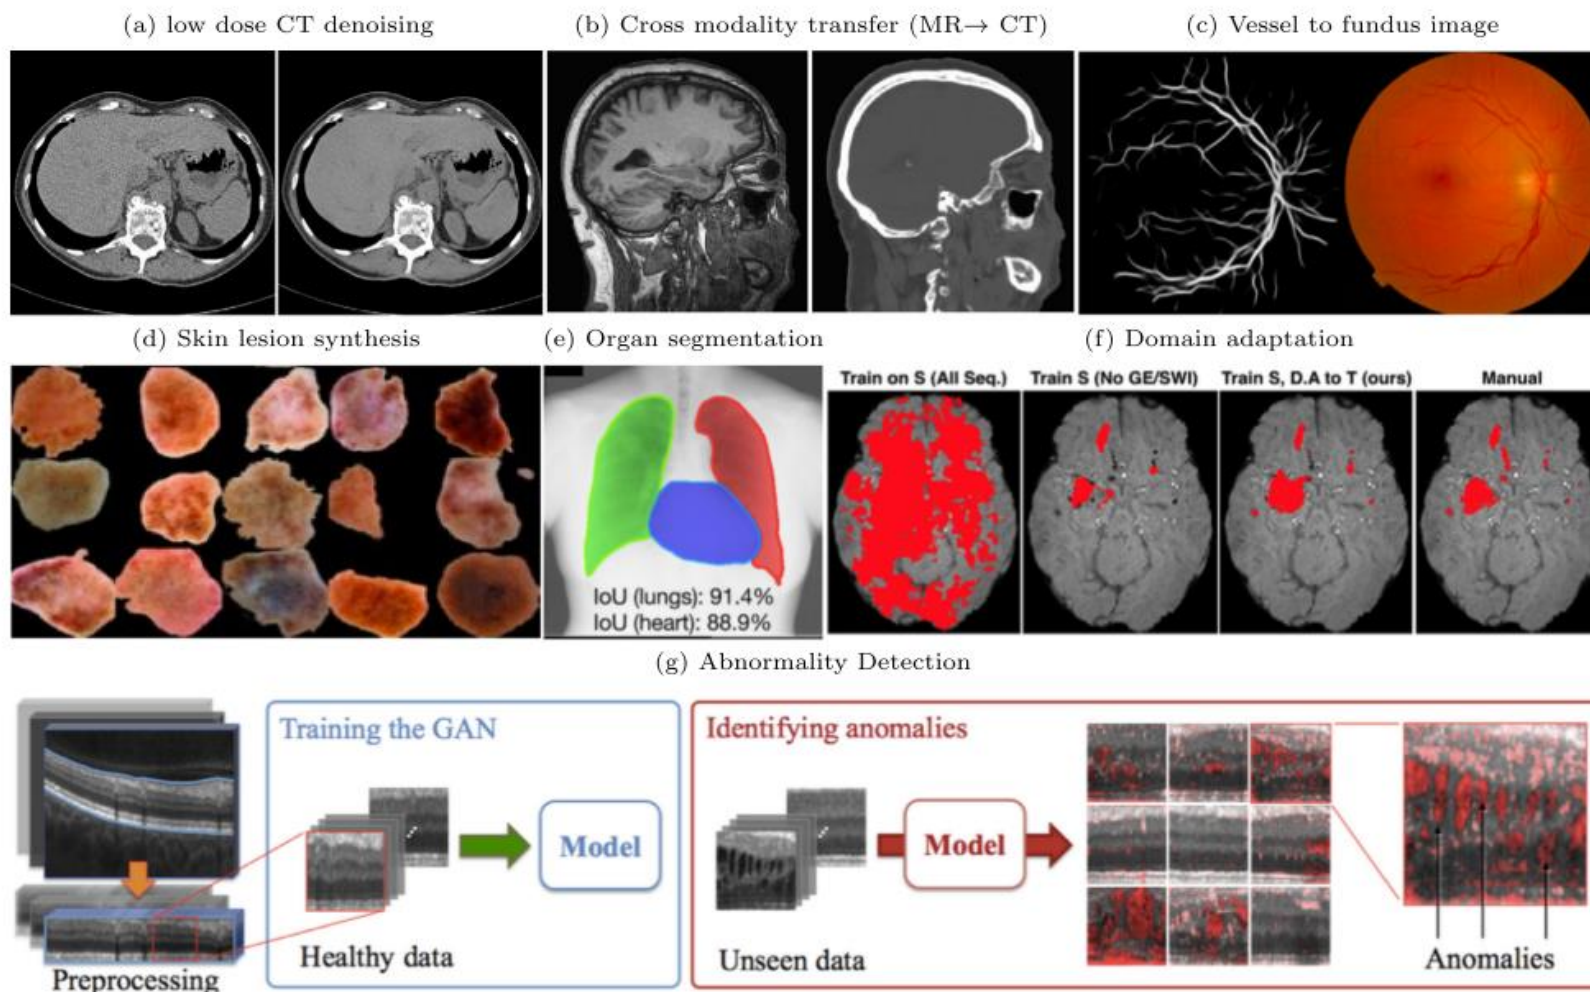 (a) low dose CT denoising
(b) Cross modality transfer (MR→ CT)
(c) Vessel to fundus image
(d) Skin lesion synthesis
(e) Organ segmentation
(f) Domain adaptation
IoU (lungs): 91.4%
IoU (heart): 88.9%
Train on S (All Seq.)
Train S (No GE/SWI)
Train S, D.A to T (ours)
Manual
(g) Abnormality Detection
Preprocessing
Training the GAN
Healthy data
Model
Identifying anomalies
Unseen data
Model
Anomalies